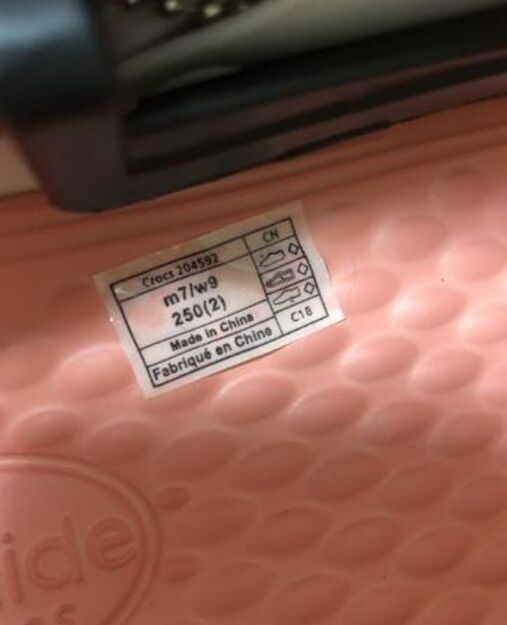 Crocs 204592
CN
m7/w9
250(2)
Made in China
Fabriqué en Chine
C18
ide